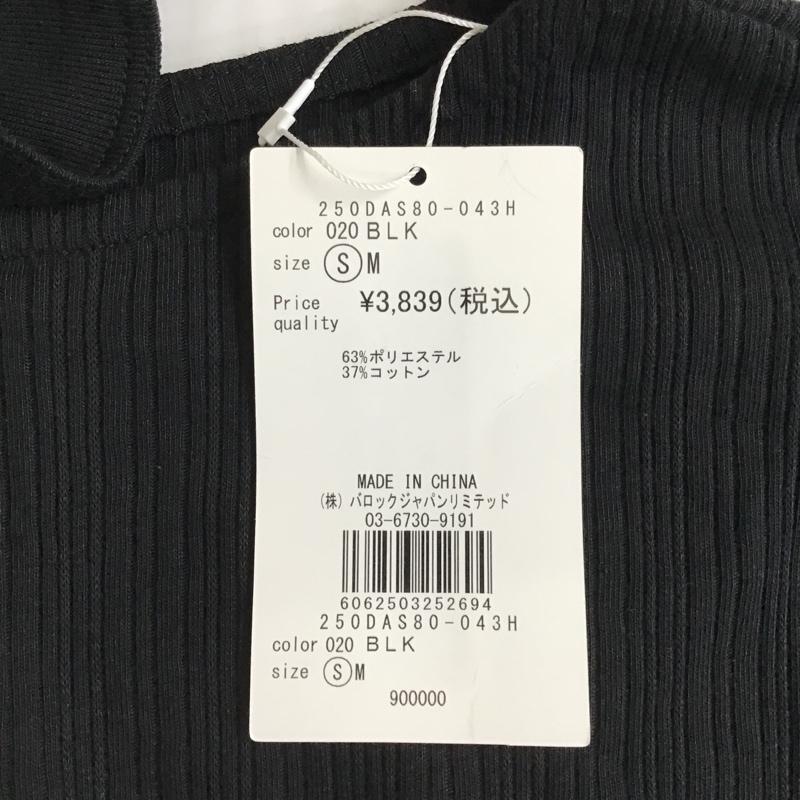 250DAS80-043H
color 020 BLK
size Ⓢ M
Price ¥3,839(税込)
quality
63%ポリエステル
37%コットン
MADE IN CHINA
(株)バロックジャパンリミテッド
03-6730-9191
6062503252694
250DAS80-043H
color 020 BLK
size Ⓢ M
900000